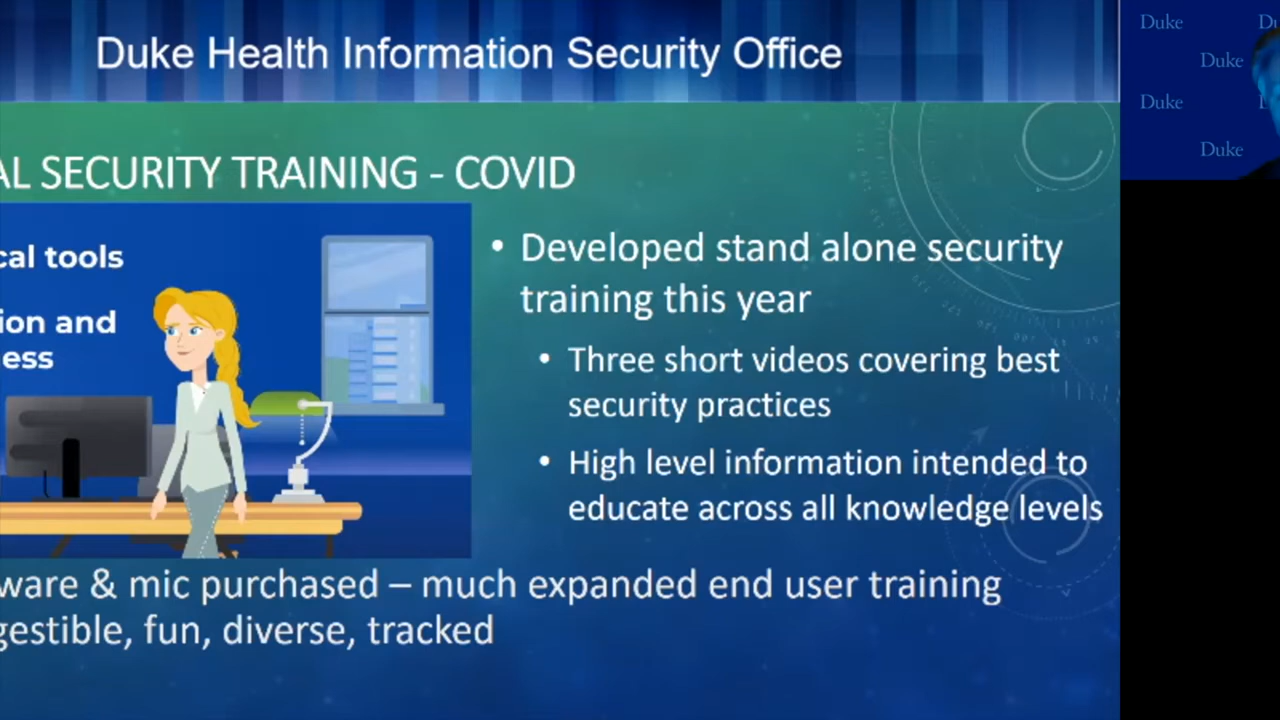 Duke Health Information Security Office
AL SECURITY TRAINING - COVID
cal tools
ion and
ess
• Developed stand alone security
training this year
• Three short videos covering best
security practices
• High level information intended to
educate across all knowledge levels
ware & mic purchased – much expanded end user training
gestible, fun, diverse, tracked
Duke
Duke
Duke
Duke